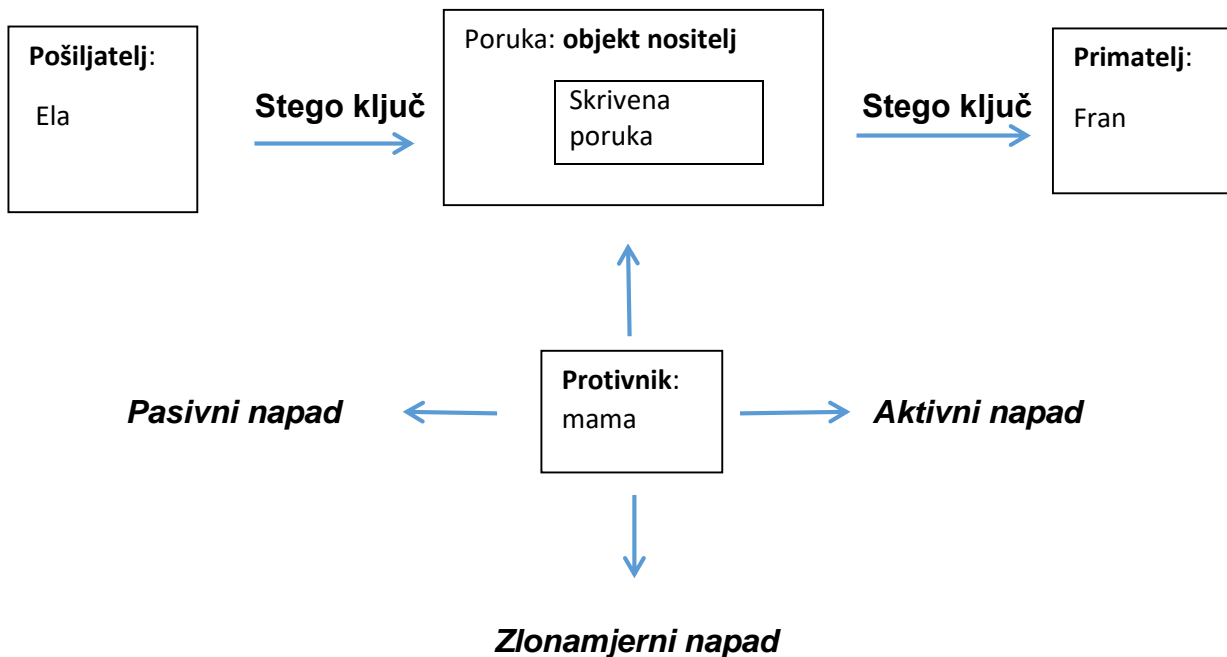 Pošiljatelj:
Ela
Stego ključ
Poruka: objekt nositelj
Skrivena
poruka
Stego ključ
Primatelj:
Fran
Protivnik:
mama
Pasivni napad
Aktivni napad
Zlonamjerni napad